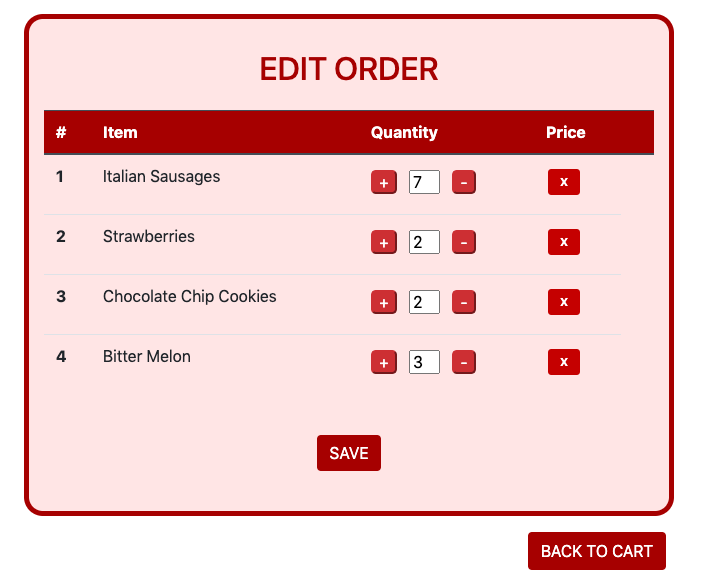 EDIT ORDER
# Item Quantity Price
1 Italian Sausages + 7 - x
2 Strawberries + 2 - x
3 Chocolate Chip Cookies + 2 - x
4 Bitter Melon + 3 - x
SAVE
BACK TO CART